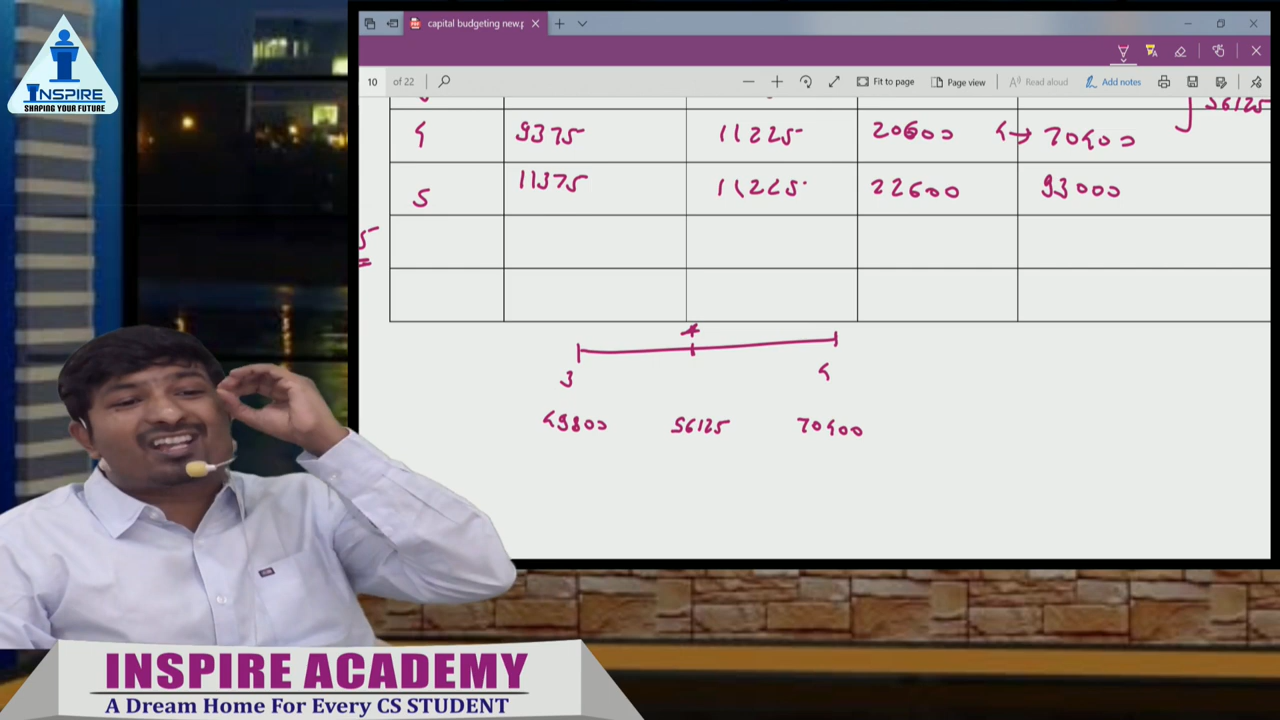 INSPIRE
SHAPING YOUR FUTURE
capital budgeting new.p
10 of 22
Fit to page
Page view
Read aloud
Add notes
56125
4 9375 11225 20600 4→ 70400
5 11375 11225 22600 93000
5
3 4
49800 56125 70400
INSPIRE ACADEMY
A Dream Home For Every CS STUDENT